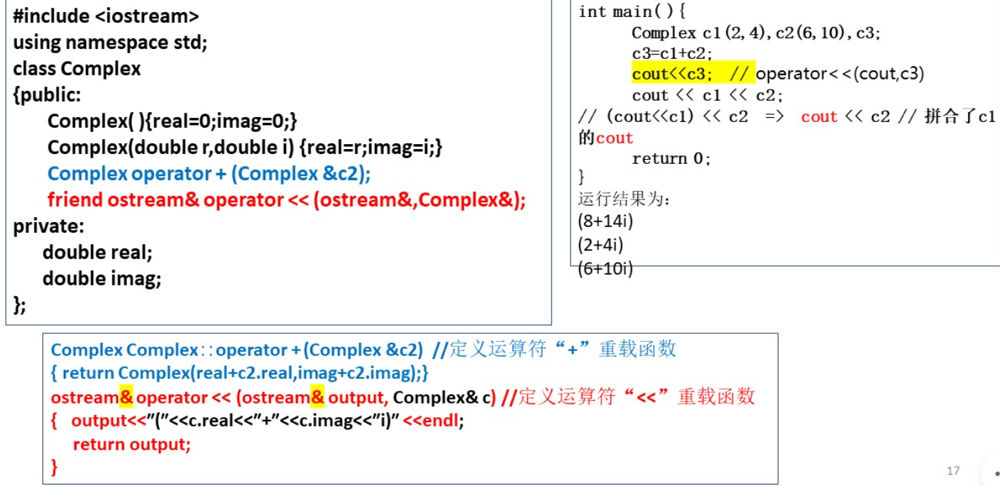 #include <iostream>
using namespace std;
class Complex
{public:
Complex( ){real=0;imag=0;}
Complex(double r,double i) {real=r;imag=i;}
Complex operator + (Complex &c2);
friend ostream& operator << (ostream&,Complex&);
private:
double real;
double imag;
};
int main( ){
Complex c1(2,4),c2(6,10),c3;
c3=c1+c2;
cout<<c3; // operator<<(cout,c3)
cout << c1 << c2;
// (cout<<c1) << c2 => cout << c2 // 拼合了c1
的cout
return 0;
}
运行结果为:
(8+14i)
(2+4i)
(6+10i)
Complex Complex::operator +(Complex &c2) //定义运算符“+”重载函数
{ return Complex(real+c2.real,imag+c2.imag);}
ostream& operator << (ostream& output, Complex& c) //定义运算符“<<”重载函数
{ output<<"("<<c.real<<"+"<<c.imag<<"i)" <<endl;
return output;
}
17